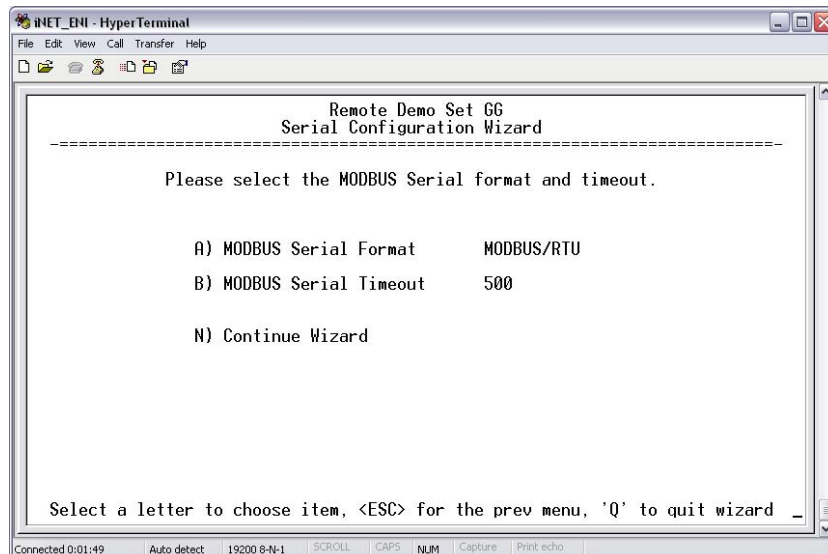 iNET_ENI - HyperTerminal
File Edit View Call Transfer Help
Remote Demo Set GG
Serial Configuration Wizard
-==========================================================================-
Please select the MODBUS Serial format and timeout.
A) MODBUS Serial Format MODBUS/RTU
B) MODBUS Serial Timeout 500
N) Continue Wizard
Select a letter to choose item, <ESC> for the prev menu, 'Q' to quit wizard _
Connected 0:01:49 Auto detect 19200 8-N-1 SCROLL CAPS NUM Capture Print echo